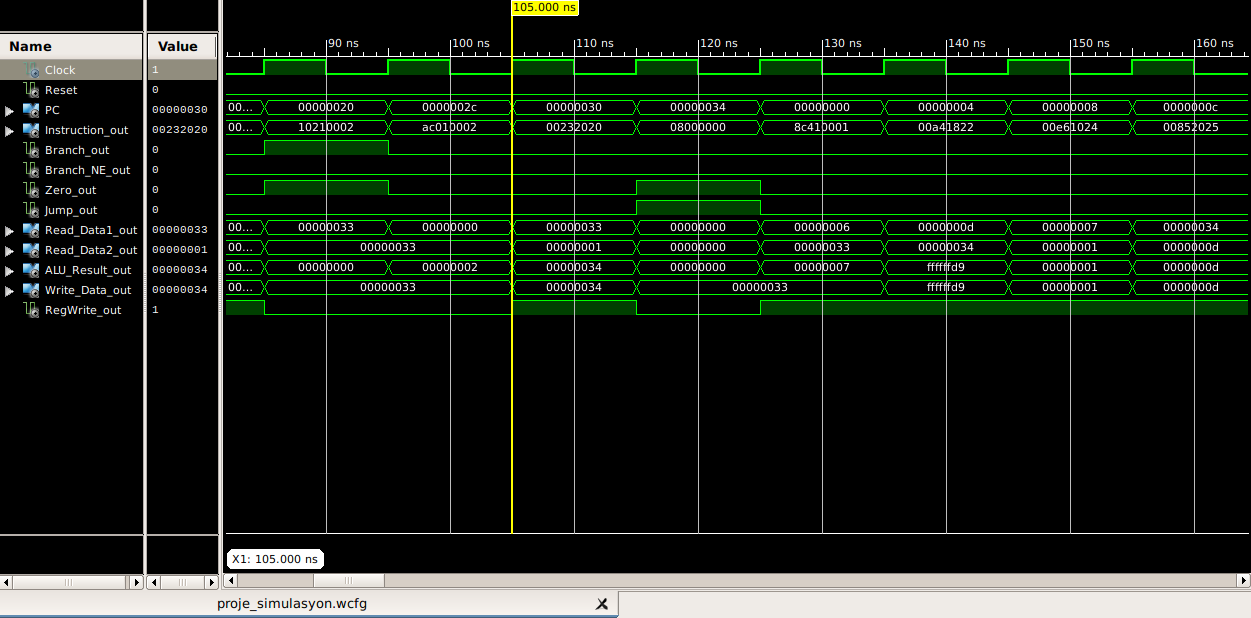 105.000 ns
Name Value
90 ns 100 ns 110 ns 120 ns 130 ns 140 ns 150 ns 160 ns
Clock 1
Reset 0
PC 00000030 00... 00000020 0000002c 00000030 00000034 00000000 00000004 00000008 0000000c
Instruction_out 00232020 00... 10210002 ac010002 00232020 08000000 8c410001 00a41822 00e61024 00852025
Branch_out 0
Branch_NE_out 0
Zero_out 0
Jump_out 0
Read_Data1_out 00000033 00... 00000033 00000000 00000033 00000000 00000006 0000000d 00000007 00000034
Read_Data2_out 00000001 00... 00000033 00000001 00000000 00000033 00000034 00000001 0000000d
ALU_Result_out 00000034 00... 00000000 00000002 00000034 00000000 00000007 ffffffd9 00000001 0000000d
Write_Data_out 00000034 00... 00000033 00000034 00000033 ffffffd9 00000001 0000000d
RegWrite_out 1
X1: 105.000 ns
proje_simulasyon.wcfg